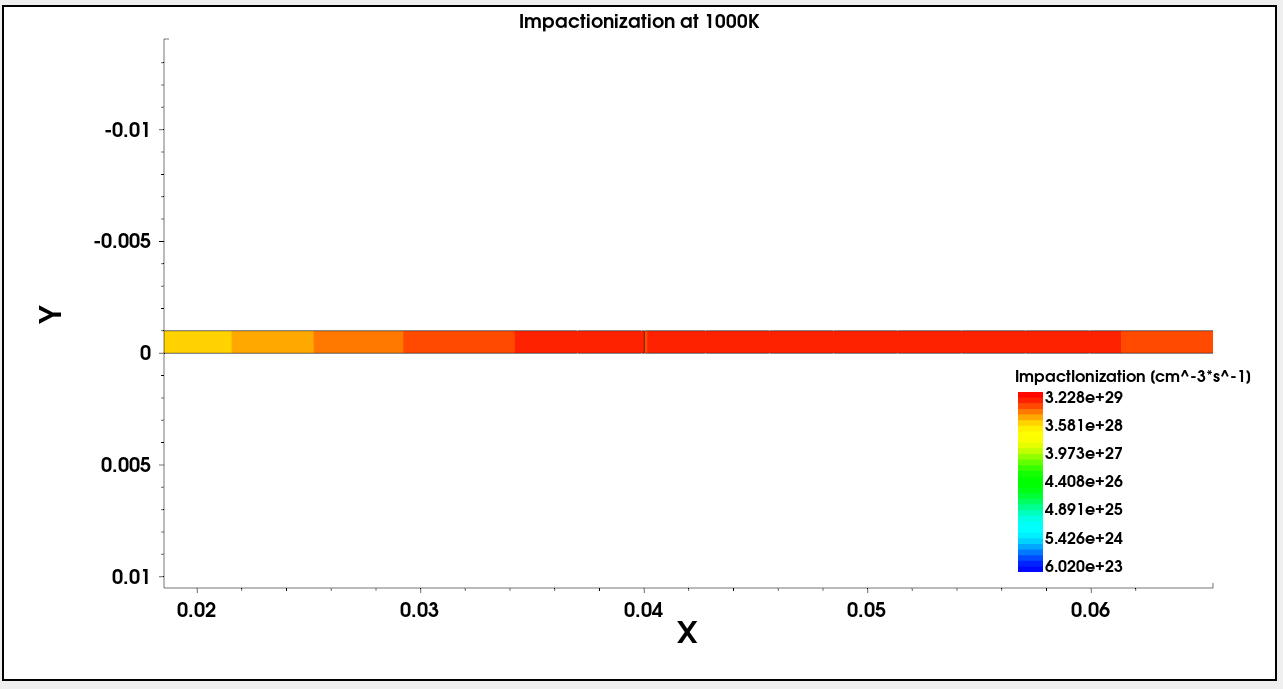 Impactionization at 1000K
-0.01
-0.005
Y
0
ImpactIonization (cm^-3*s^-1)
3.228e+29
3.581e+28
3.973e+27
0.005
4.408e+26
4.891e+25
5.426e+24
6.020e+23
0.01
0.02 0.03 0.04 0.05 0.06
X